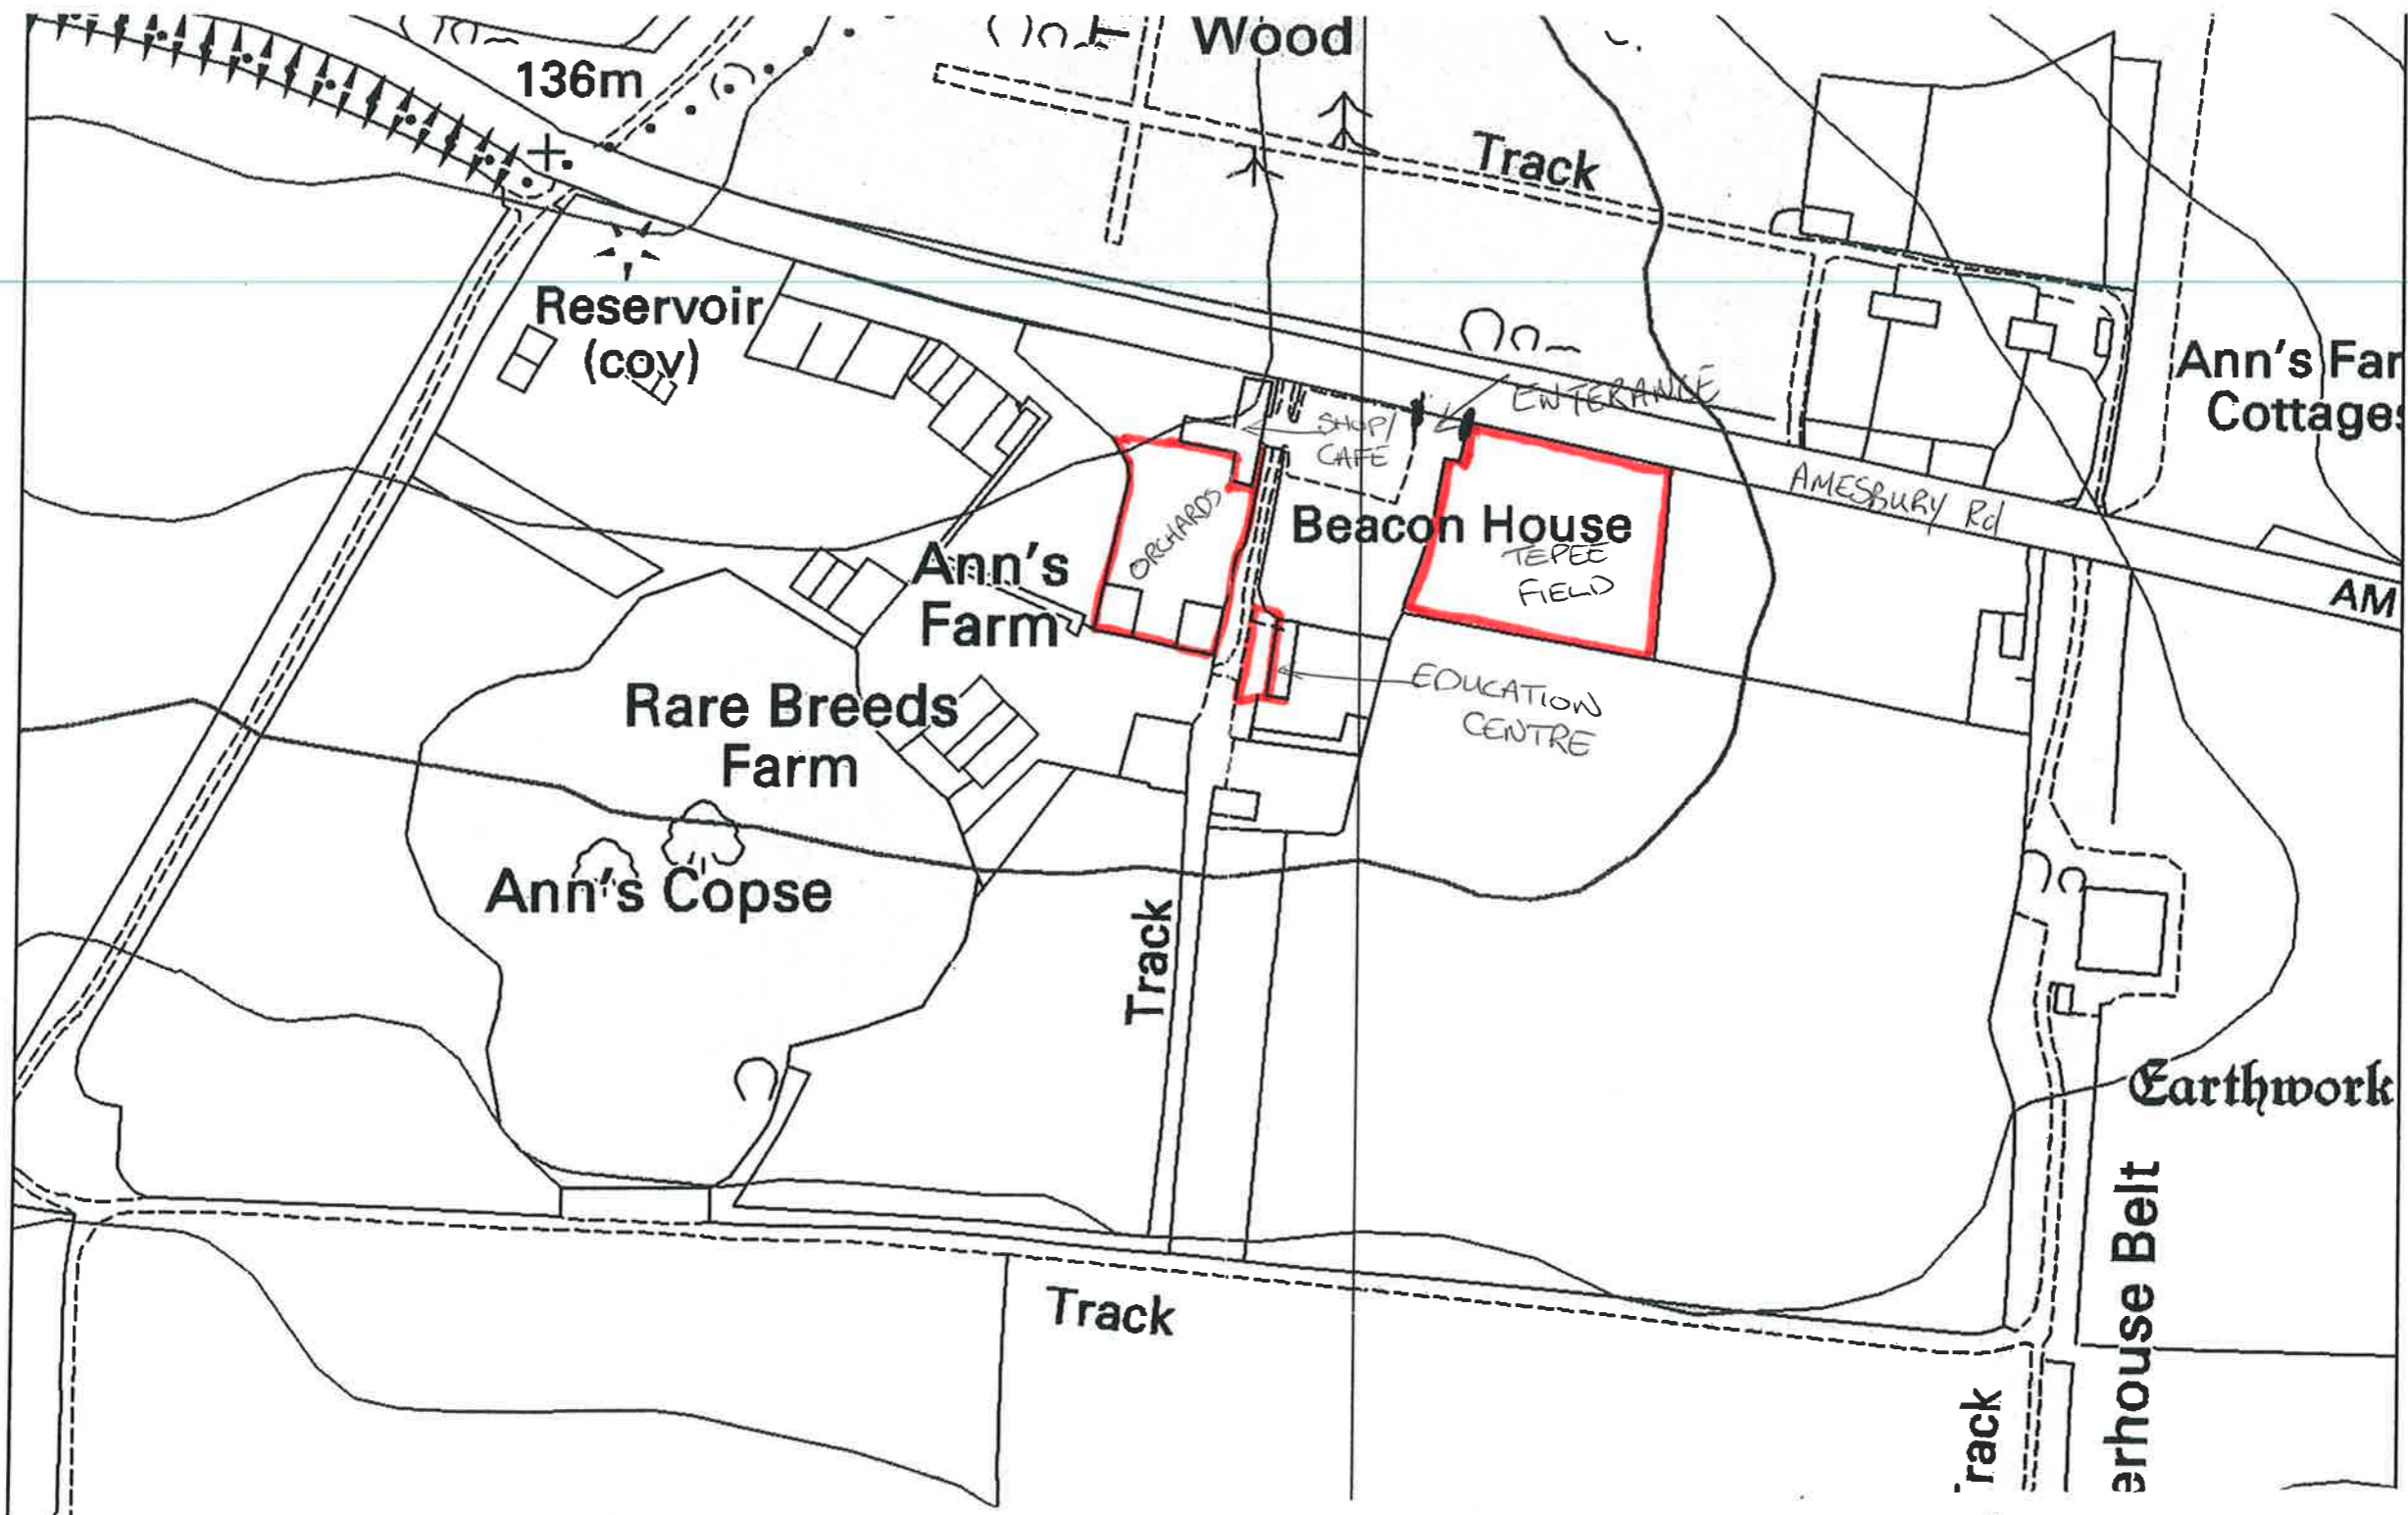 Wood
136m
Track
Reservoir
(cov)
ENTERANCE
Ann's Far
Cottages
SHOP/
CAFE
AMESBURY Rd
ORCHARDS
Beacon House
TEPEE
FIELD
AM
Ann's
Farm
EDUCATION
CENTRE
Rare Breeds
Farm
Ann's Copse
Track
Earthwork
erhouse Belt
Track
Track